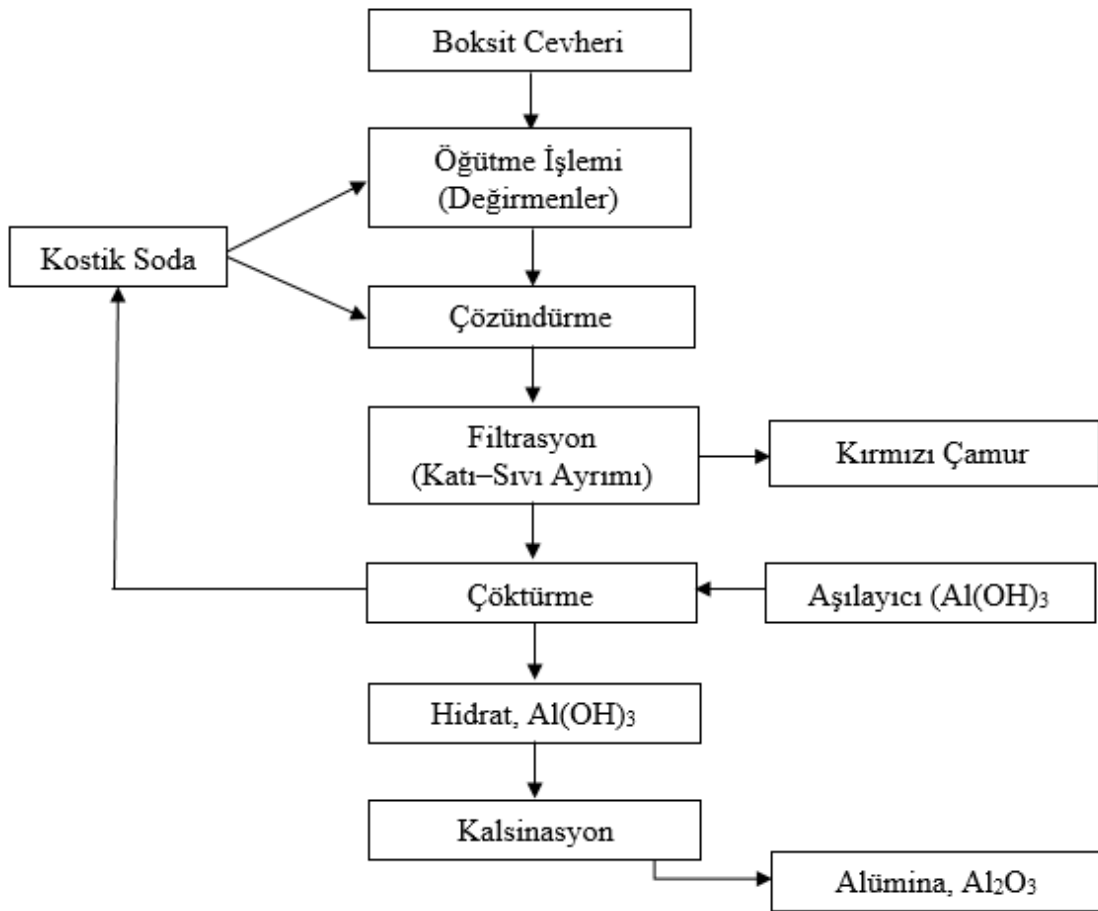 Boksit Cevheri
Öğütme İşlemi
(Değirmenler)
Kostik Soda
Çözündürme
Filtrasyon
(Katı–Sıvı Ayrımı)
Kırmızı Çamur
Çöktürme
Aşılayıcı (Al(OH)₃
Hidrat, Al(OH)₃
Kalsinasyon
Alümina, Al₂O₃